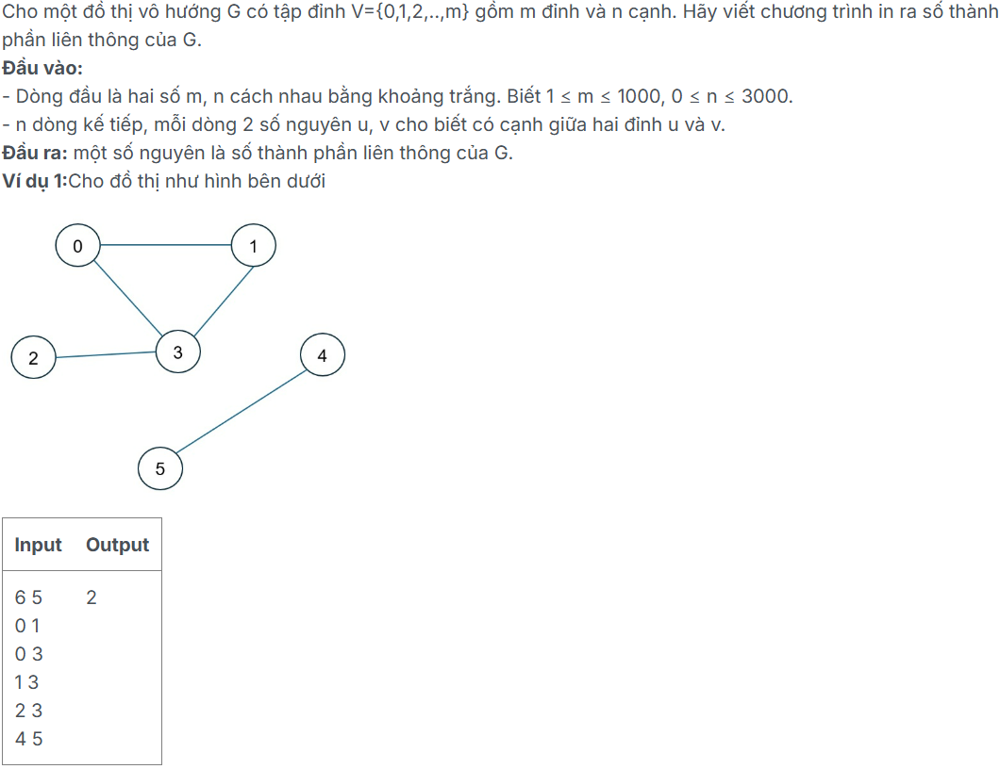 Cho một đồ thị vô hướng G có tập đỉnh V={0,1,2,..,m} gồm m đỉnh và n cạnh. Hãy viết chương trình in ra số thành
phần liên thông của G.
Đầu vào:
- Dòng đầu là hai số m, n cách nhau bằng khoảng trắng. Biết 1 ≤ m ≤ 1000, 0 ≤ n ≤ 3000.
- n dòng kế tiếp, mỗi dòng 2 số nguyên u, v cho biết có cạnh giữa hai đỉnh u và v.
Đầu ra: một số nguyên là số thành phần liên thông của G.
Ví dụ 1:Cho đồ thị như hình bên dưới
0 1
2 3 4
5
Input Output
6 5 2
0 1
0 3
1 3
2 3
4 5